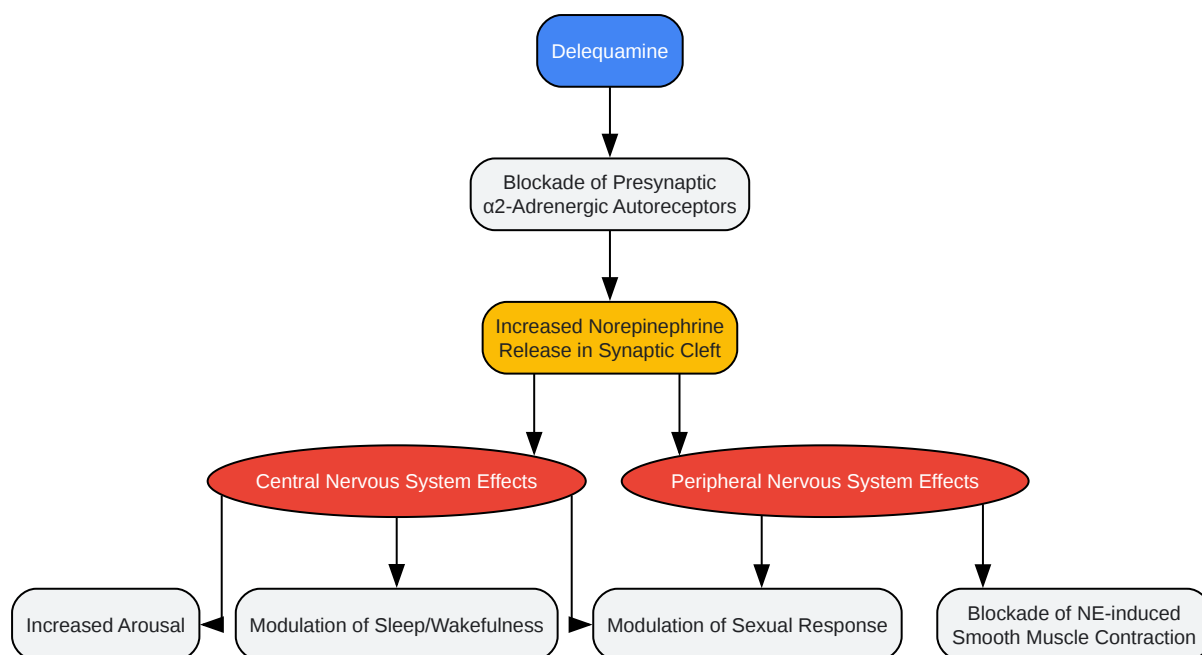 Delequamine
Blockade of Presynaptic
α2-Adrenergic Autoreceptors
Increased Norepinephrine
Release in Synaptic Cleft
Central Nervous System Effects
Peripheral Nervous System Effects
Increased Arousal
Modulation of Sleep/Wakefulness
Modulation of Sexual Response
Blockade of NE-induced
Smooth Muscle Contraction